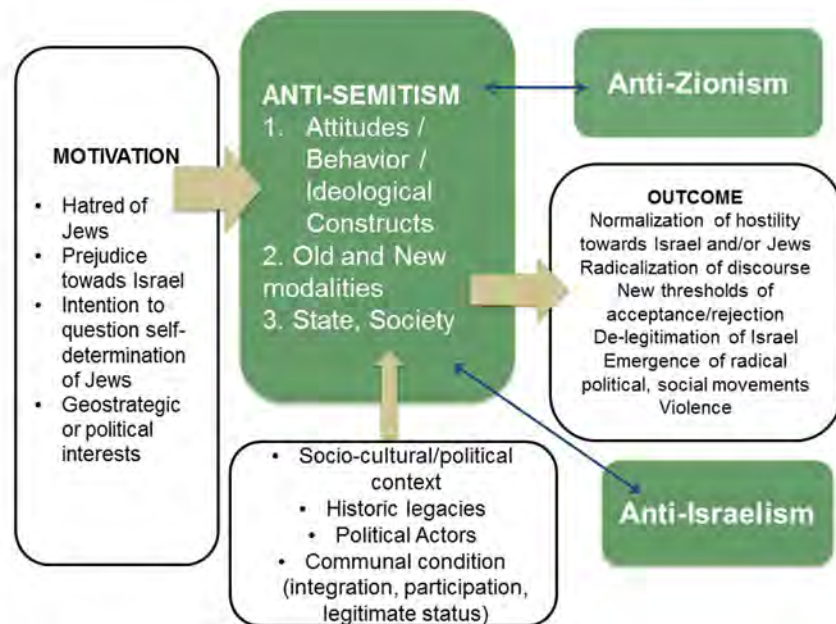 MOTIVATION
• Hatred of
Jews
• Prejudice
towads Israel
• Intention to
question self-
determination
of Jews
• Geostrategic
or political
interests
ANTI-SEMITISM
1. Attitudes /
Behavior /
Ideological
Constructs
2. Old and New
modalities
3. State, Society
Anti-Zionism
OUTCOME
Normalization of hostility
towards Israel and/or Jews
Radicalization of discourse
New thresholds of
acceptance/rejection
De-legitimation of Israel
Emergence of radical
political, social movements
Violence
• Socio-cultural/political
context
• Historic legacies
• Political Actors
• Communal condition
(integration, participation,
legitimate status)
Anti-Israelism